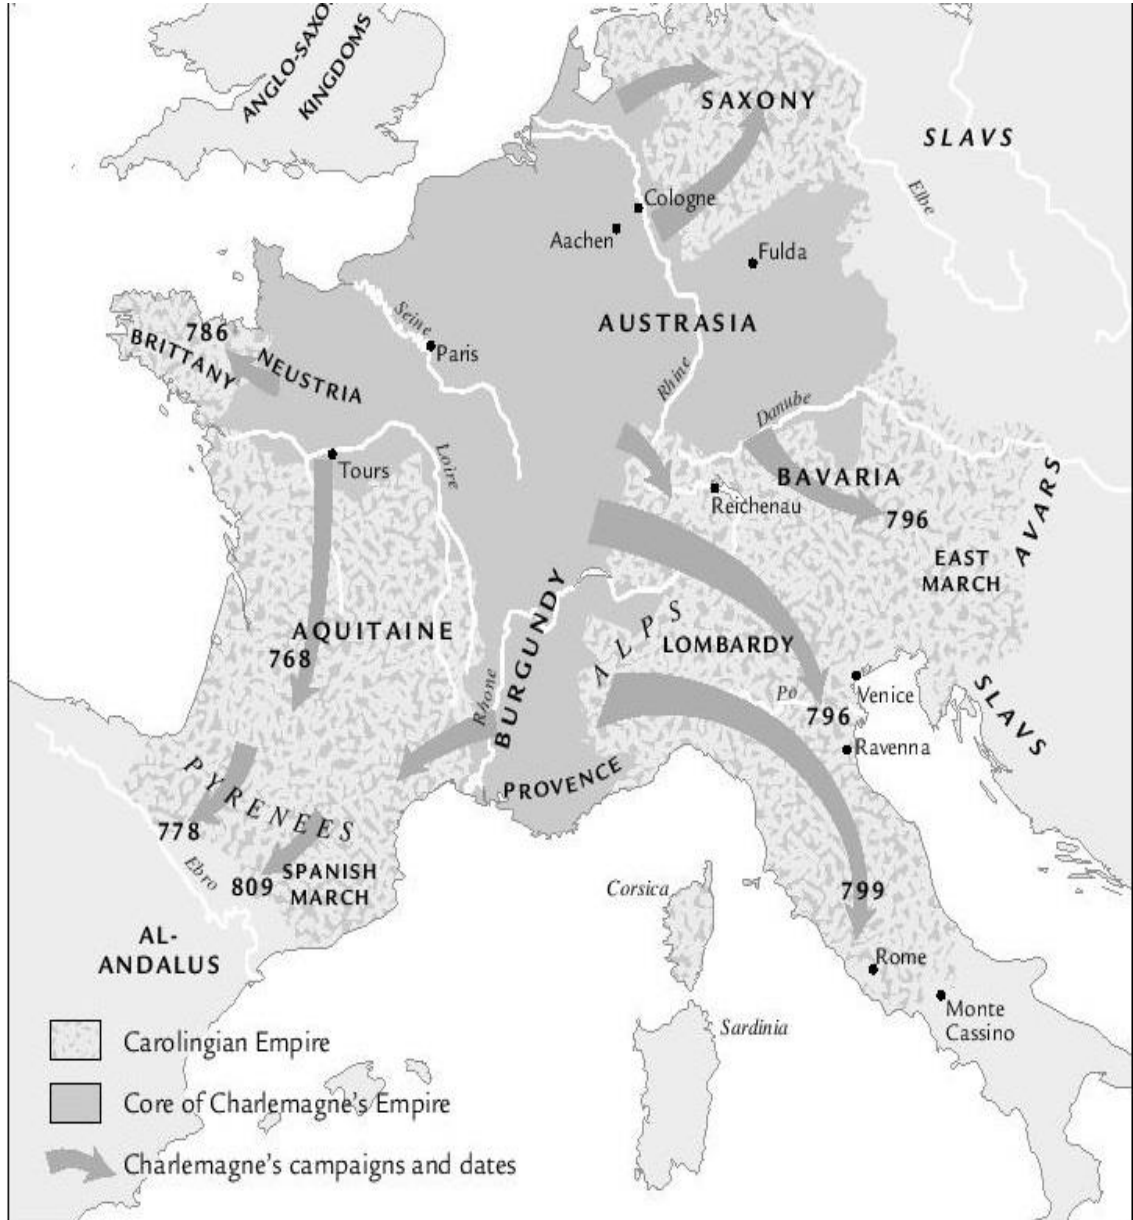 ANGLO-SAXON
KINGDOMS
SAXONY
SLAVS
Elbe
Cologne
Aachen
Fulda
AUSTRASIA
Seine
Paris
786
BRITTANY
NEUSTRIA
Rhine
Danube
Tours
Loire
BAVARIA
Reichenau
796
AVARS
EAST
MARCH
BURGUNDY
ALPS
AQUITAINE
768
LOMBARDY
Rhone
Po
796
Venice
SLAVS
Ravenna
PROVENCE
PYRENEES
778
Ebro
809
SPANISH
MARCH
Corsica
799
AL-
ANDALUS
Rome
Monte
Cassino
Sardinia
Carolingian Empire
Core of Charlemagne's Empire
Charlemagne's campaigns and dates